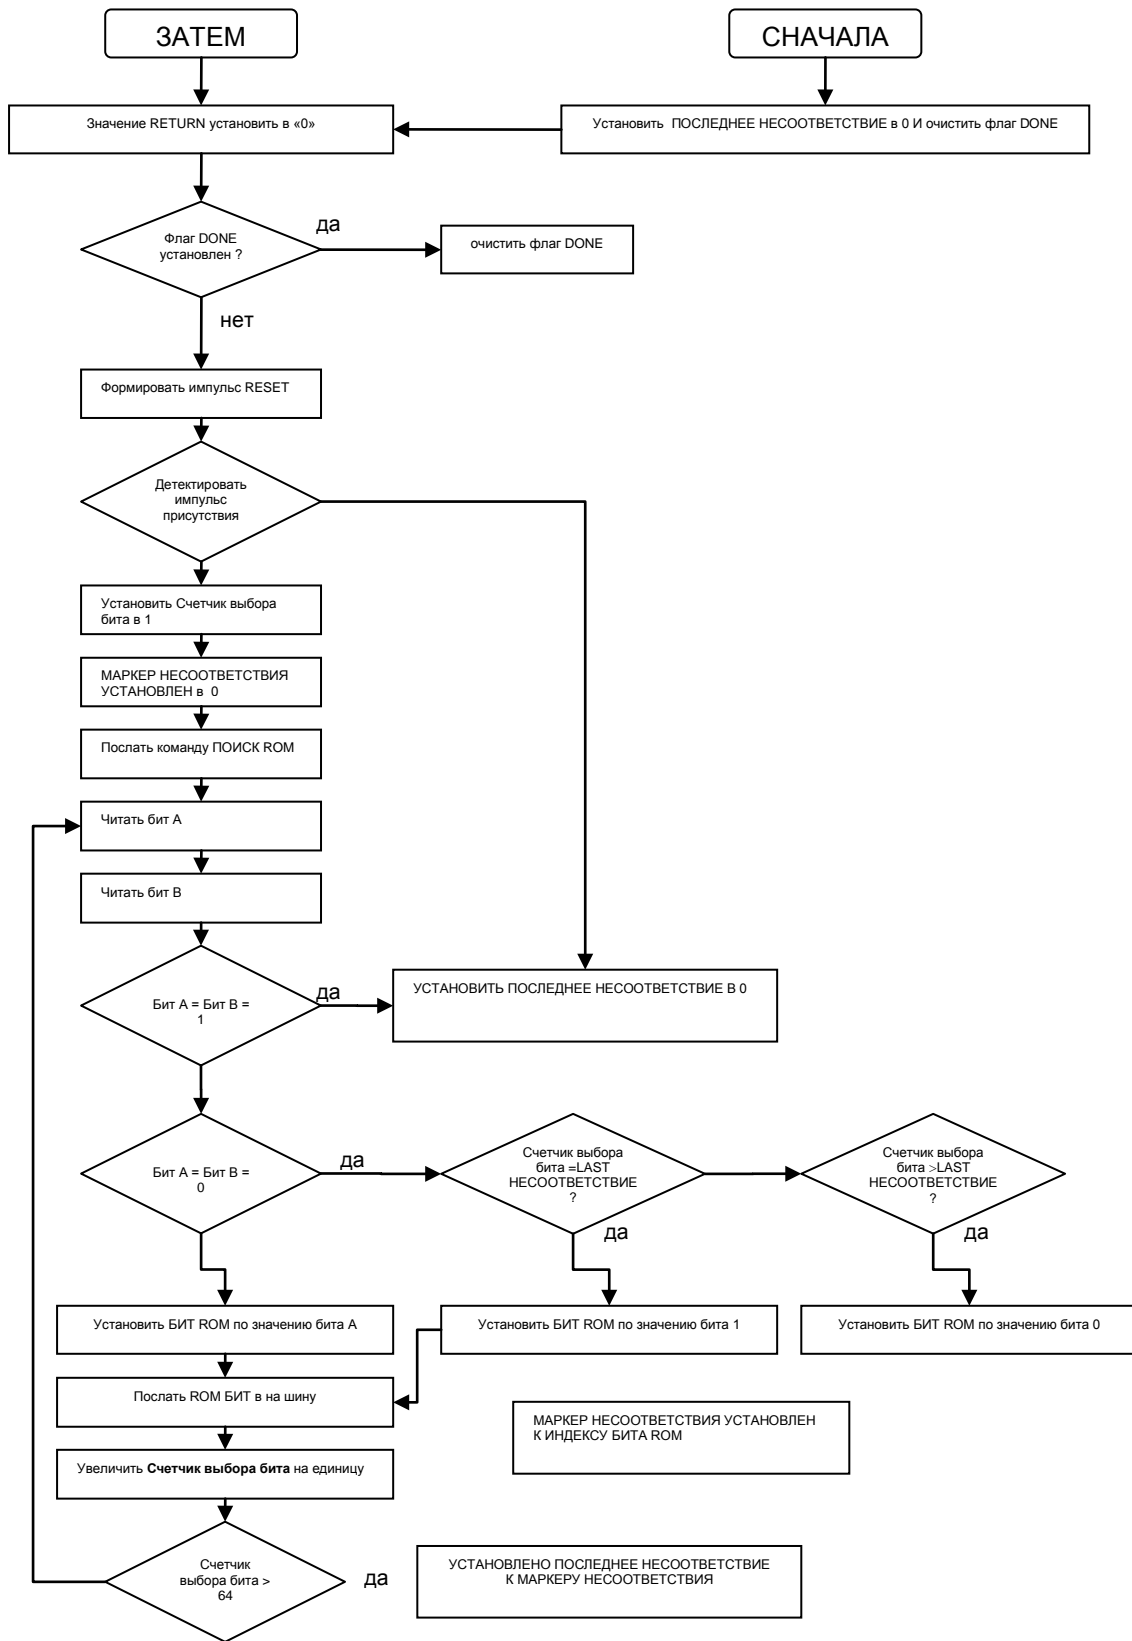 ЗАТЕМ
СНАЧАЛА
Значение RETURN установить в «0»
Установить ПОСЛЕДНЕЕ НЕСООТВЕТСТВИЕ в 0 И очистить флаг DONE
Флаг DONE
установлен ?
да
очистить флаг DONE
нет
Формировать импульс RESET
Детектировать
импульс
присутствия
Установить Счетчик выбора
бита в 1
МАРКЕР НЕСООТВЕТСТВИЯ
УСТАНОВЛЕН в 0
Послать команду ПОИСК ROM
Читать бит А
Читать бит В
Бит А = Бит В =
1
да
УСТАНОВИТЬ ПОСЛЕДНЕЕ НЕСООТВЕТСТВИЕ В 0
Бит А = Бит В =
0
да
Счетчик выбора
бита =LAST
НЕСООТВЕТСТВИЕ
?
да
Счетчик выбора
бита >LAST
НЕСООТВЕТСТВИЕ
?
да
Установить БИТ ROM по значению бита А
Установить БИТ ROM по значению бита 1
Установить БИТ ROM по значению бита 0
Послать ROM БИТ в на шину
МАРКЕР НЕСООТВЕТСТВИЯ УСТАНОВЛЕН
К ИНДЕКСУ БИТА ROM
Увеличить Счетчик выбора бита на единицу
Счетчик
выбора бита >
64
да
УСТАНОВЛЕНО ПОСЛЕДНЕЕ НЕСООТВЕТСТВИЕ
К МАРКЕРУ НЕСООТВЕТСТВИЯ